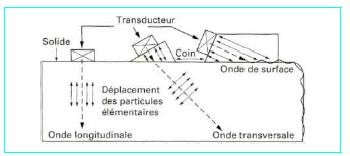 Transducteur
Solide
Coin
Onde de surface
Déplacement
des particules
élémentaires
Onde longitudinale
Onde transversale